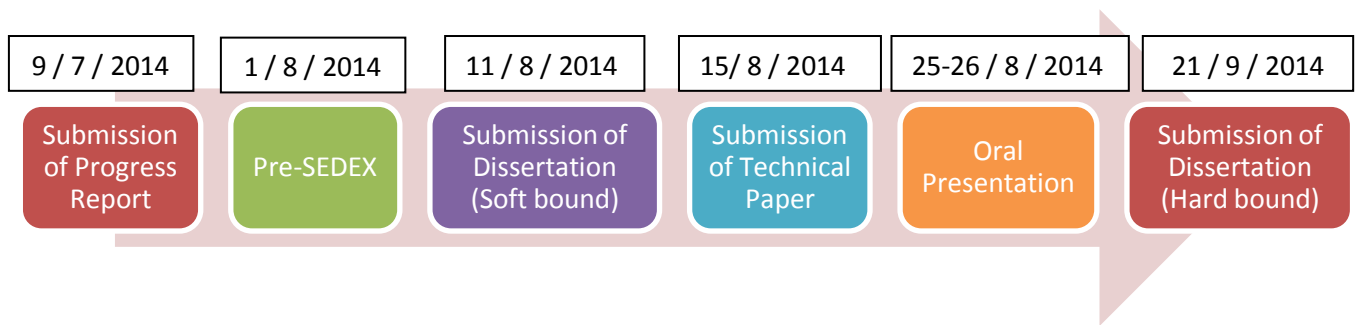 9 / 7 / 2014
1 / 8 / 2014
11 / 8 / 2014
15/ 8 / 2014
25-26 / 8 / 2014
21 / 9 / 2014
Submission
of Progress
Report
Pre-SEDEX
Submission of
Dissertation
(Soft bound)
Submission
of Technical
Paper
Oral
Presentation
Submission of
Dissertation
(Hard bound)